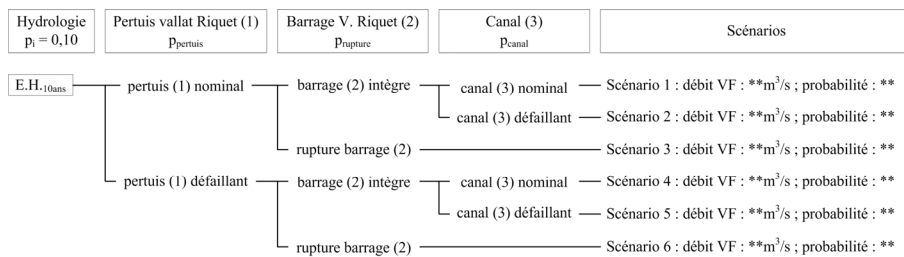 Hydrologie Pertuis vallat Riquet (1) Barrage V. Riquet (2) Canal (3) Scénarios
pᵢ = 0,10 p_pertuis p_rupture p_canal
E.H.10ans pertuis (1) nominal barrage (2) intègre canal (3) nominal Scénario 1 : débit VF : **m³/s ; probabilité : **
canal (3) défaillant Scénario 2 : débit VF : **m³/s ; probabilité : **
rupture barrage (2) Scénario 3 : débit VF : **m³/s ; probabilité : **
pertuis (1) défaillant barrage (2) intègre canal (3) nominal Scénario 4 : débit VF : **m³/s ; probabilité : **
canal (3) défaillant Scénario 5 : débit VF : **m³/s ; probabilité : **
rupture barrage (2) Scénario 6 : débit VF : **m³/s ; probabilité : **